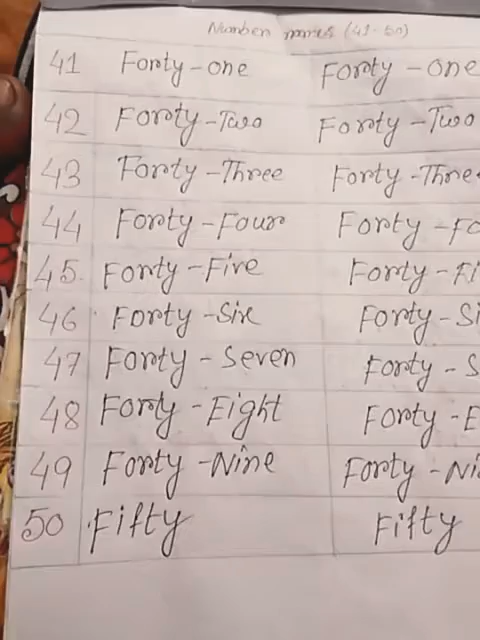 Number names (41-50)
41 Forty-one Forty-one
42 Forty-Two Forty-Two
43 Forty-Three Forty-Three
44 Forty-Four Forty-Fo
45. Forty-Five Forty-Fi
46 Forty-Six Forty-Si
47 Forty-Seven Forty-S
48 Forty-Eight Forty-E
49 Forty-Nine Forty-Ni
50 Fifty Fifty